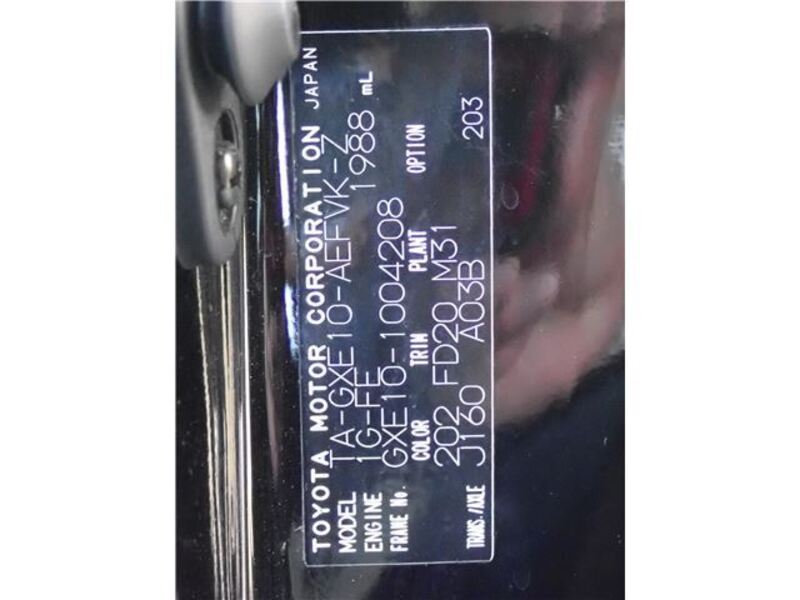 TOYOTA MOTOR CORPORATION JAPAN
MODEL TA-GXE10-AEFVK-Z
ENGINE 1G-FE 1988 mL
FRAME No. GXE10-1004208
COLOR TRIM PLANT OPTION
202 FD20 M31
TRANS./AXLE J160 A03B 203